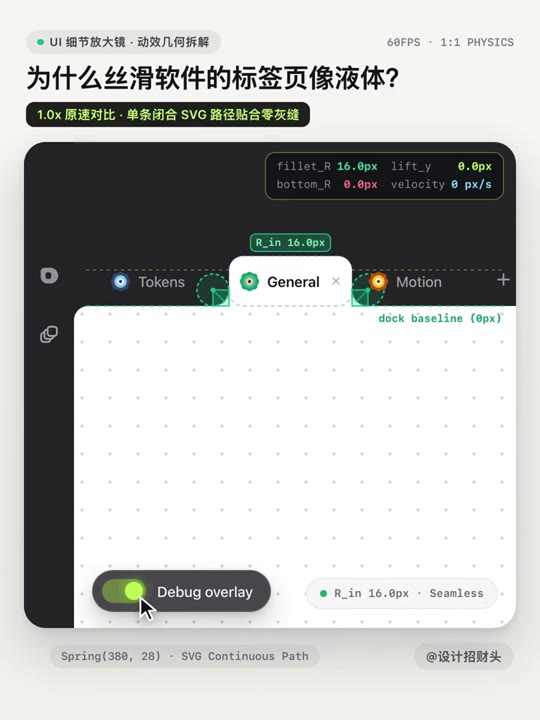 UI 细节放大镜 · 动效几何拆解
60FPS · 1:1 PHYSICS
为什么丝滑软件的标签页像液体?
1.0x 原速对比 · 单条闭合 SVG 路径贴合零灰缝
fillet_R 16.0px lift_y 0.0px
bottom_R 0.0px velocity 0 px/s
R_in 16.0px
Tokens
General ×
Motion
+
dock baseline (0px)
Debug overlay
R_in 16.0px · Seamless
Spring(380, 28) · SVG Continuous Path
@设计招财头